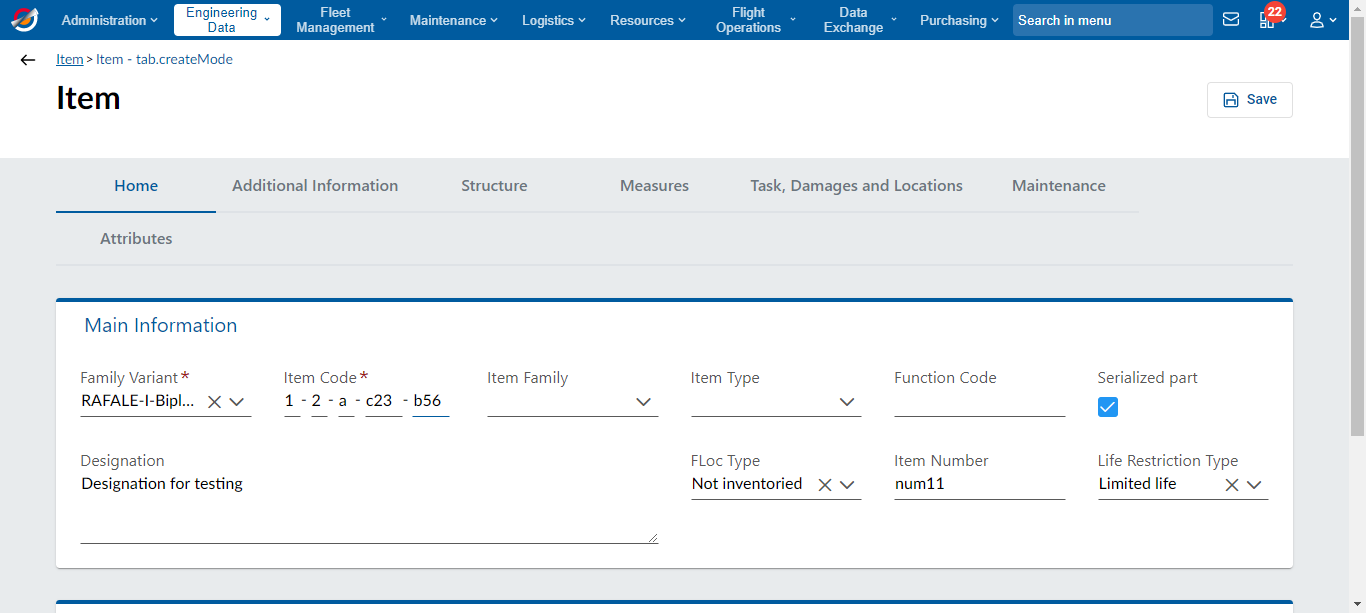 Administration
Engineering Data
Fleet Management
Maintenance
Logistics
Resources
Flight Operations
Data Exchange
Purchasing
Search in menu
22
Item > Item - tab.createMode
Item
Save
Home
Additional Information
Structure
Measures
Task, Damages and Locations
Maintenance
Attributes
Main Information
Family Variant*
Item Code*
Item Family
Item Type
Function Code
Serialized part
RAFALE-I-Bipl...
1 - 2 - a - c23 - b56
Designation
FLoc Type
Item Number
Life Restriction Type
Designation for testing
Not inventoried
num11
Limited life